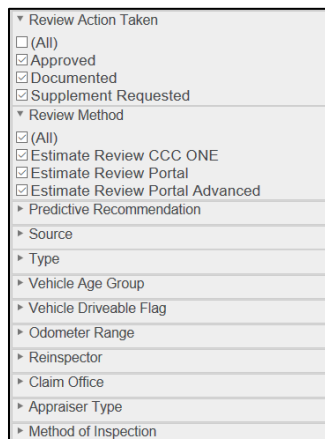 Review Action Taken
(All)
Approved
Documented
Supplement Requested
Review Method
(All)
Estimate Review CCC ONE
Estimate Review Portal
Estimate Review Portal Advanced
Predictive Recommendation
Source
Type
Vehicle Age Group
Vehicle Driveable Flag
Odometer Range
Reinspector
Claim Office
Appraiser Type
Method of Inspection